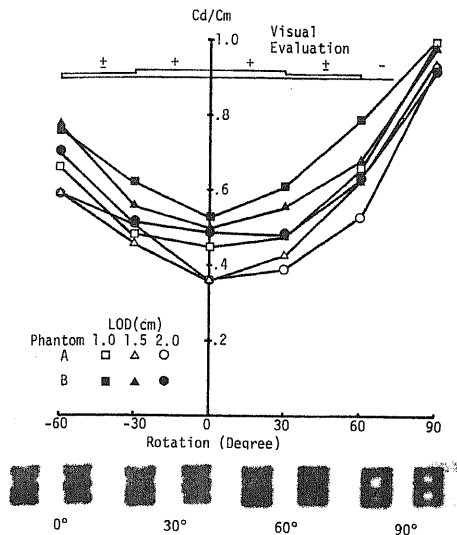 Cd/Cm
1.0
Visual
Evaluation
± + + ± -
.8
.6
.4
.2
LOD(cm)
Phantom 1.0 1.5 2.0
A □ △ ○
B ■ ▲ ●
-60 -30 0 30 60 90
Rotation (Degree)
0° 30° 60° 90°